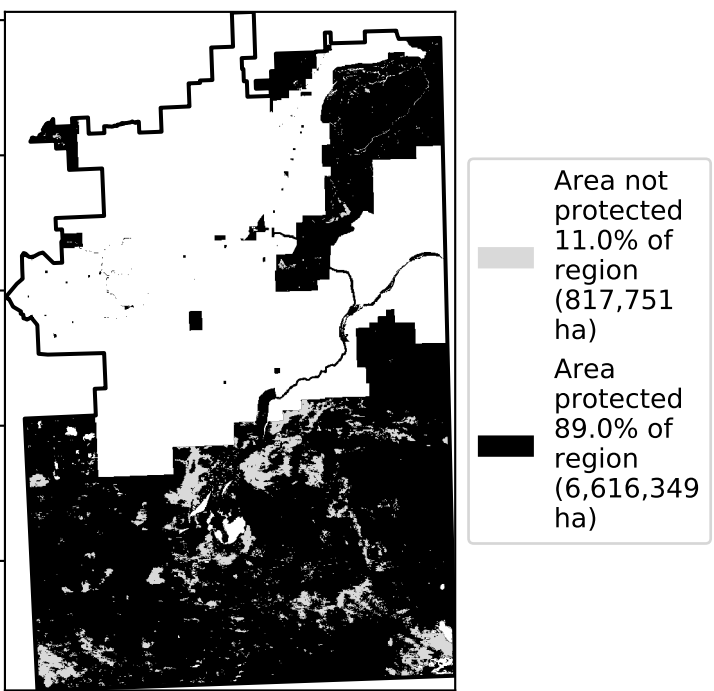 Area not
protected
11.0% of
region
(817,751
ha)
Area
protected
89.0% of
region
(6,616,349
ha)